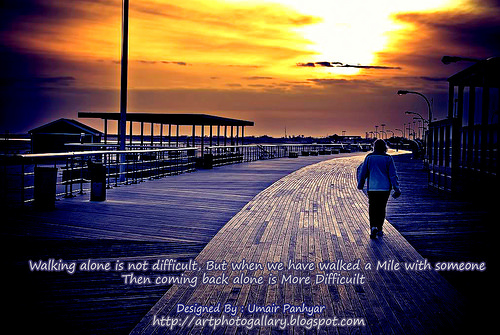 Walking alone is not difficult, But when we have walked a Mile with someone
Then coming back alone is More Difficuilt
Designed By : Umair Panhyar
http://artphotogallary.blogspot.com